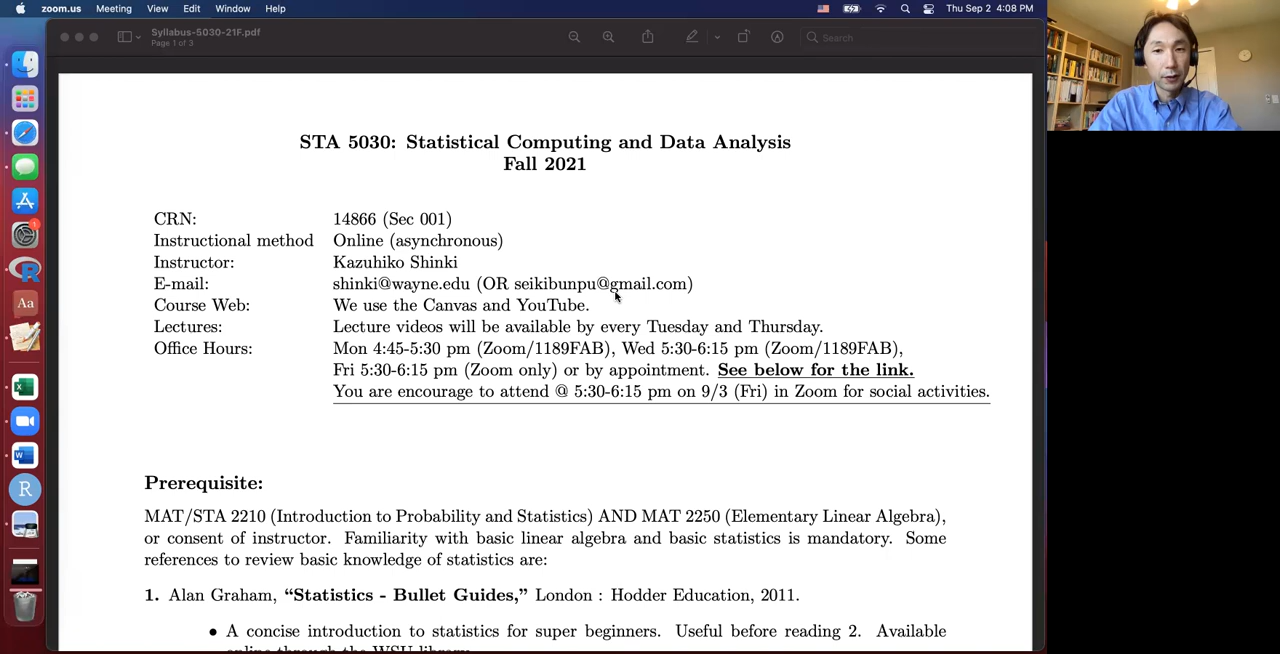 zoom.us Meeting View Edit Window Help Thu Sep 2 4:08 PM
Syllabus-5030-21F.pdf
Page 1 of 3
Search
STA 5030: Statistical Computing and Data Analysis
Fall 2021
CRN: 14866 (Sec 001)
Instructional method Online (asynchronous)
Instructor: Kazuhiko Shinki
E-mail: shinki@wayne.edu (OR seikibunpu@gmail.com)
Course Web: We use the Canvas and YouTube.
Lectures: Lecture videos will be available by every Tuesday and Thursday.
Office Hours: Mon 4:45-5:30 pm (Zoom/1189FAB), Wed 5:30-6:15 pm (Zoom/1189FAB),
Fri 5:30-6:15 pm (Zoom only) or by appointment. See below for the link.
You are encourage to attend @ 5:30-6:15 pm on 9/3 (Fri) in Zoom for social activities.
Prerequisite:
MAT/STA 2210 (Introduction to Probability and Statistics) AND MAT 2250 (Elementary Linear Algebra),
or consent of instructor. Familiarity with basic linear algebra and basic statistics is mandatory. Some
references to review basic knowledge of statistics are:
1. Alan Graham, “Statistics - Bullet Guides,” London : Hodder Education, 2011.
• A concise introduction to statistics for super beginners. Useful before reading 2. Available
online through the WSU library.